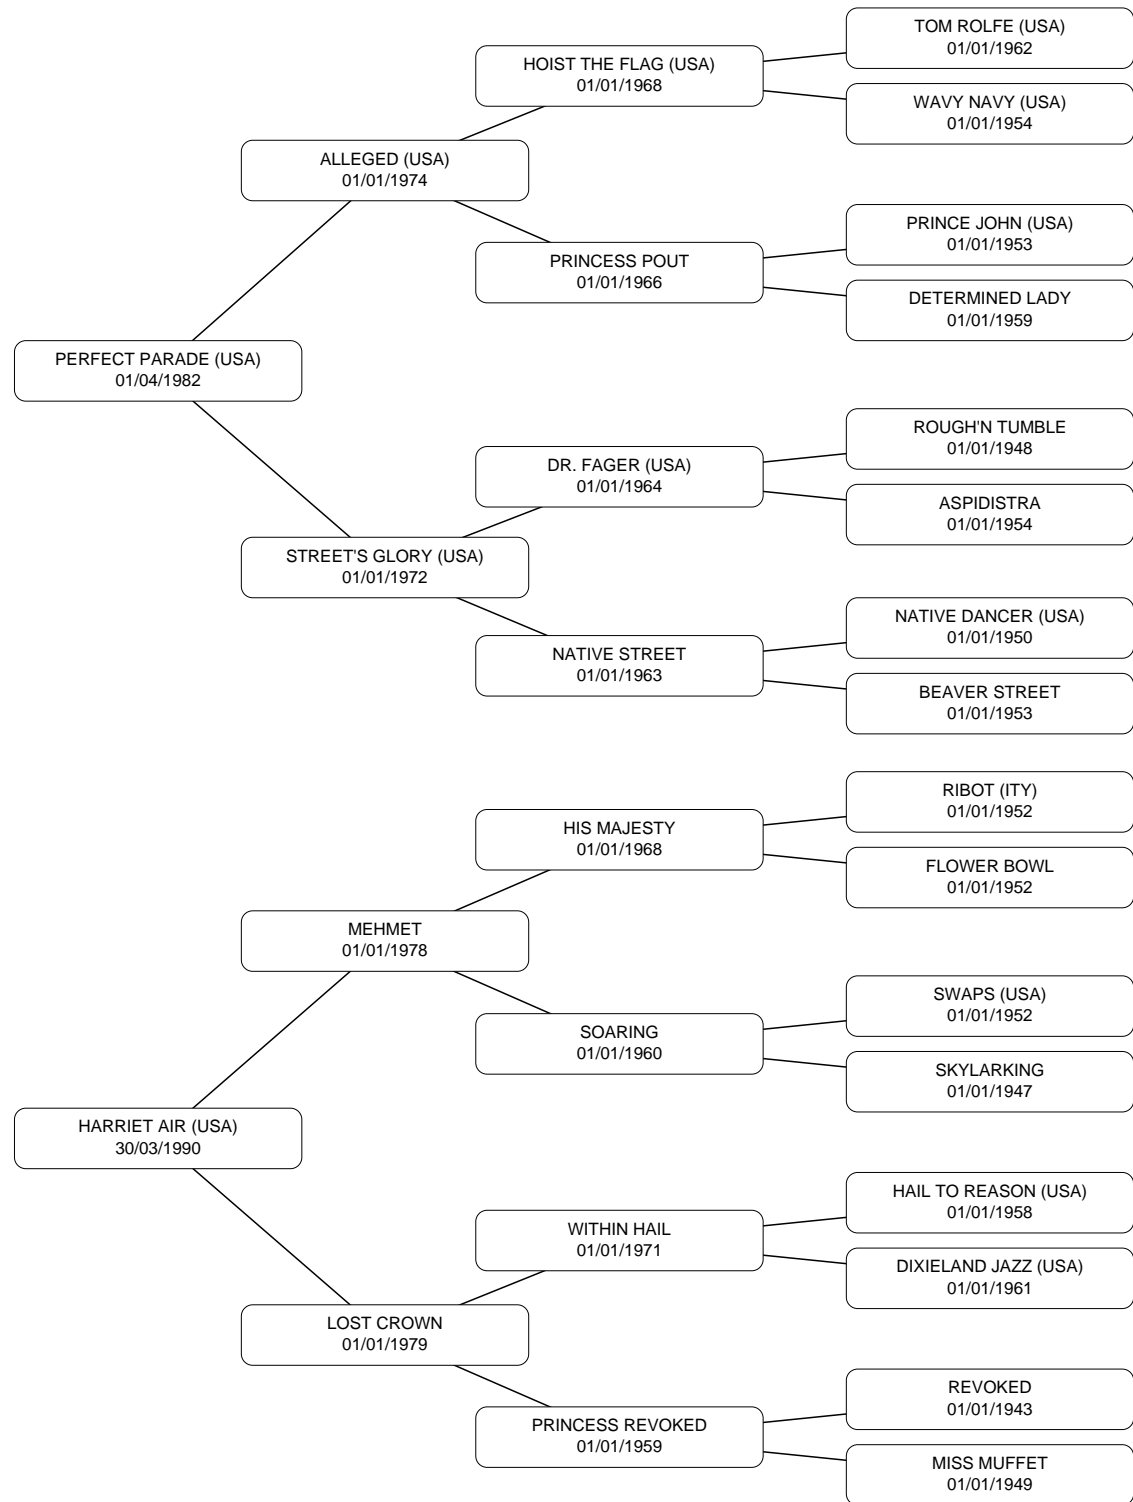 TOM ROLFE (USA)
01/01/1962
HOIST THE FLAG (USA)
01/01/1968
WAVY NAVY (USA)
01/01/1954
ALLEGED (USA)
01/01/1974
PRINCE JOHN (USA)
01/01/1953
PRINCESS POUT
01/01/1966
DETERMINED LADY
01/01/1959
PERFECT PARADE (USA)
01/04/1982
ROUGH'N TUMBLE
01/01/1948
DR. FAGER (USA)
01/01/1964
ASPIDISTRA
01/01/1954
STREET'S GLORY (USA)
01/01/1972
NATIVE DANCER (USA)
01/01/1950
NATIVE STREET
01/01/1963
BEAVER STREET
01/01/1953
RIBOT (ITY)
01/01/1952
HIS MAJESTY
01/01/1968
FLOWER BOWL
01/01/1952
MEHMET
01/01/1978
SWAPS (USA)
01/01/1952
SOARING
01/01/1960
SKYLARKING
01/01/1947
HARRIET AIR (USA)
30/03/1990
HAIL TO REASON (USA)
01/01/1958
WITHIN HAIL
01/01/1971
DIXIELAND JAZZ (USA)
01/01/1961
LOST CROWN
01/01/1979
REVOKED
01/01/1943
PRINCESS REVOKED
01/01/1959
MISS MUFFET
01/01/1949